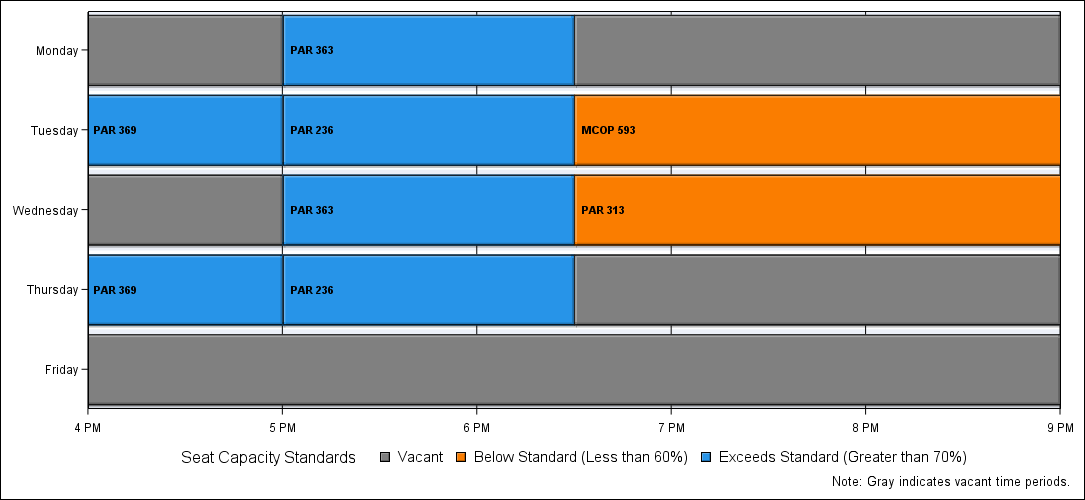 Monday PAR 363
Tuesday PAR 369 PAR 236 MCOP 593
Wednesday PAR 363 PAR 313
Thursday PAR 369 PAR 236
Friday
4 PM 5 PM 6 PM 7 PM 8 PM 9 PM
Seat Capacity Standards Vacant Below Standard (Less than 60%) Exceeds Standard (Greater than 70%)
Note: Gray indicates vacant time periods.